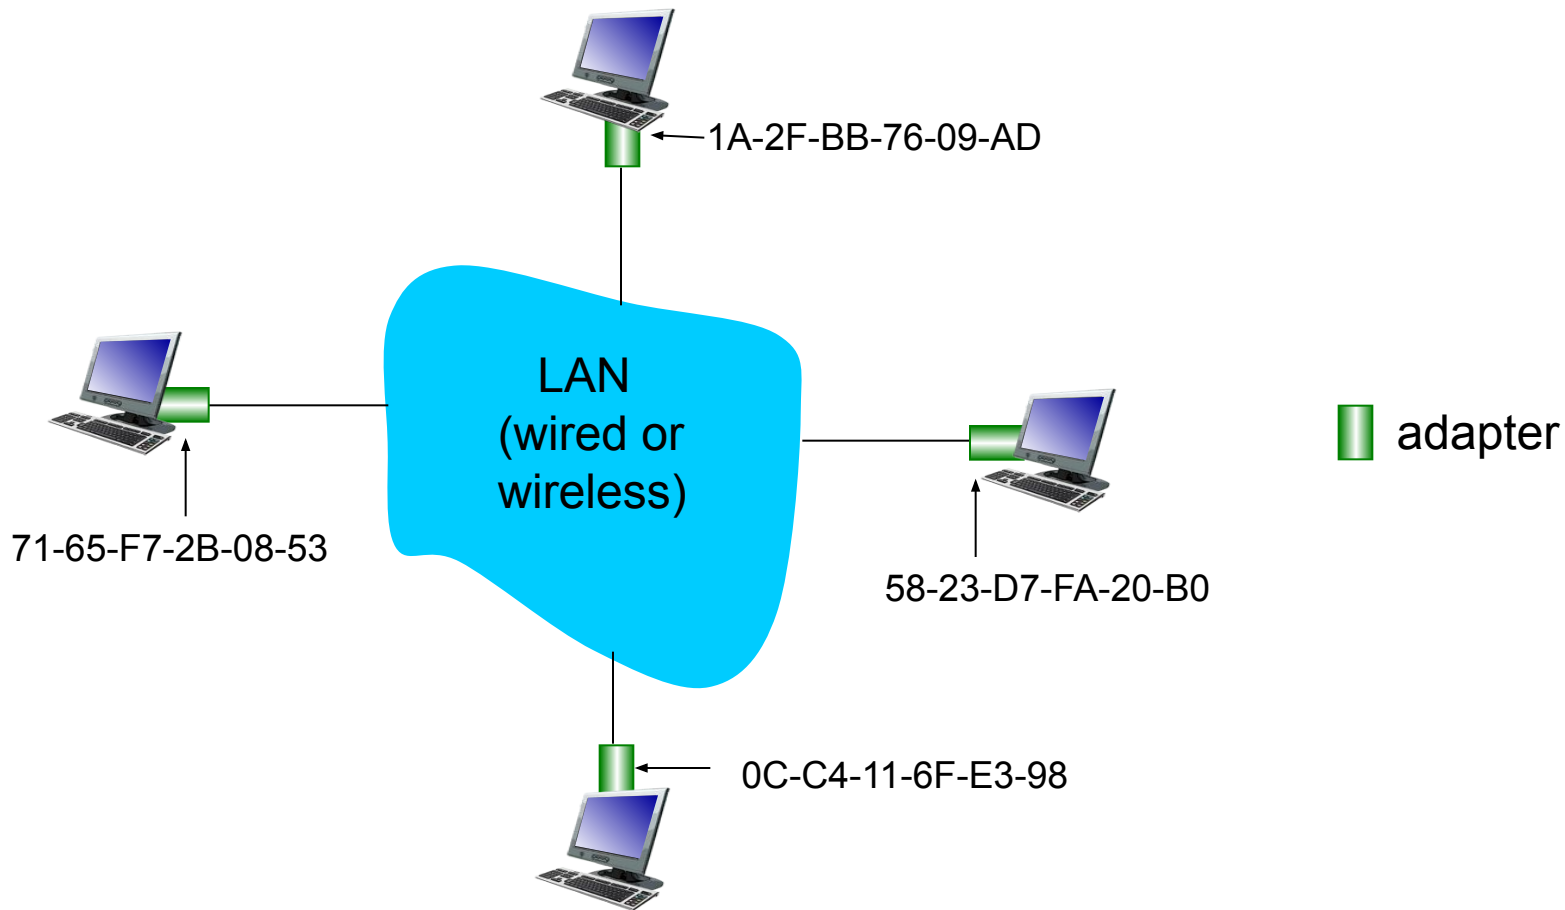 1A-2F-BB-76-09-AD
LAN
(wired or
wireless)
adapter
71-65-F7-2B-08-53
58-23-D7-FA-20-B0
0C-C4-11-6F-E3-98